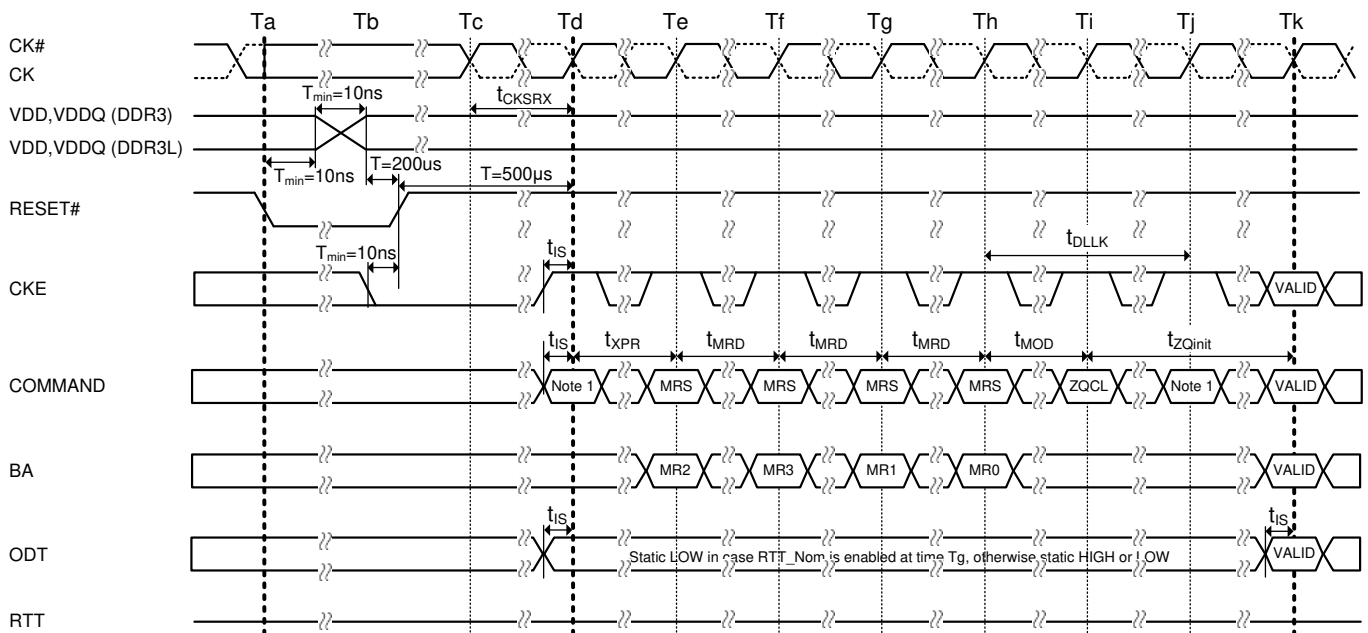 Ta Tb Tc Td Te Tf Tg Th Ti Tj Tk
CK#
CK
Tmin=10ns
tCKSRX
VDD,VDDQ (DDR3)
VDD,VDDQ (DDR3L)
Tmin=10ns
T=200us
T=500µs
RESET#
Tmin=10ns
tIS
tDLLK
CKE
VALID
tIS tXPR tMRD tMRD tMRD tMOD tZQinit
COMMAND
Note 1 MRS MRS MRS MRS ZQCL Note 1 VALID
BA
MR2 MR3 MR1 MR0 VALID
tIS tIS
ODT
Static LOW in case RTT_Nom is enabled at time Tg, otherwise static HIGH or LOW
VALID
RTT